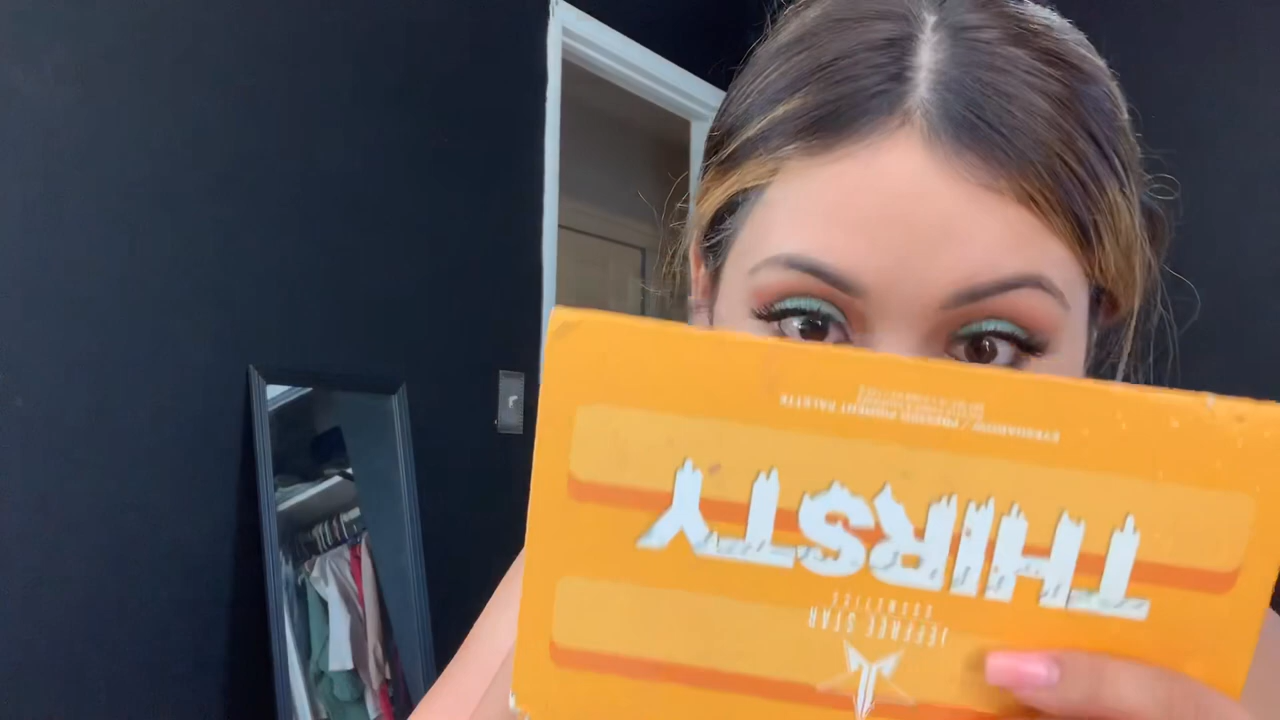 JEFFREE STAR
COSMETICS
THIRSTY
EYESHADOW / PRESSED PIGMENT PALETTE